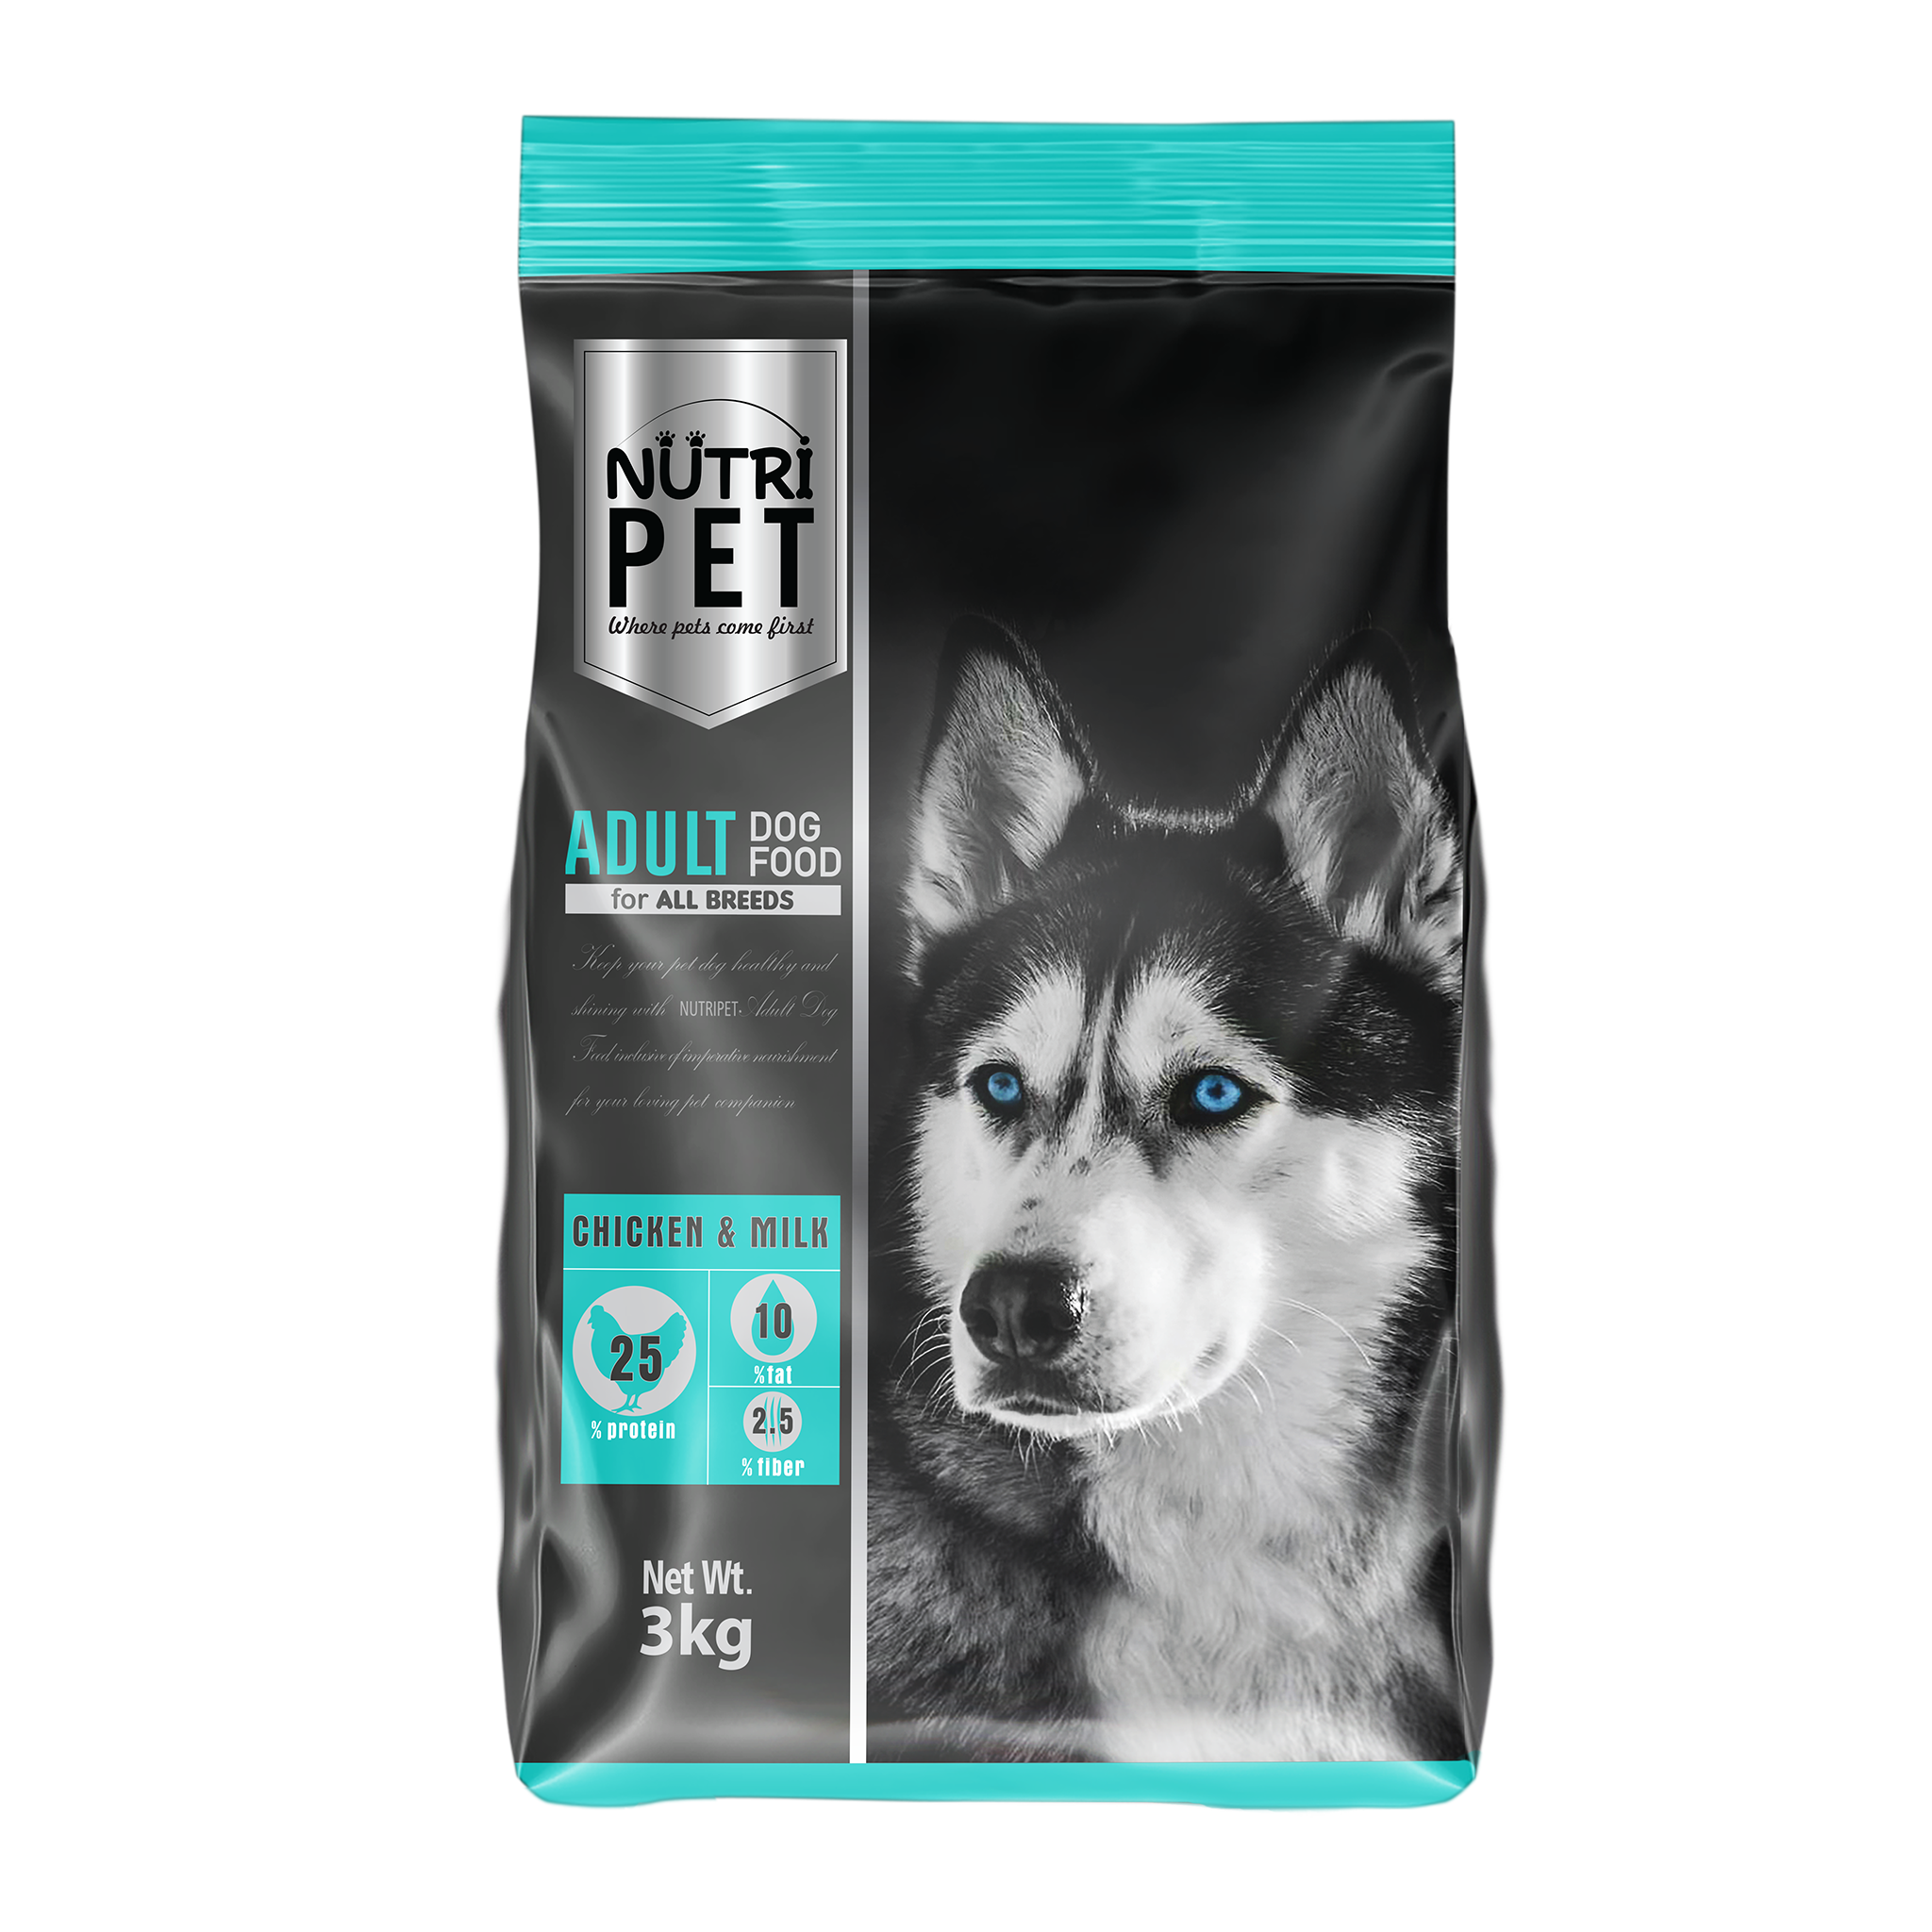 NUTRI
PET
Where pets come first
ADULT DOG
FOOD
for ALL BREEDS
Keep your pet dog healthy and
shining with NUTRIPET. Adult Dog
Food inclusive of imperative nourishment
for your loving pet companion
CHICKEN & MILK
25
% protein
10
%fat
2.5
% fiber
Net Wt.
3kg